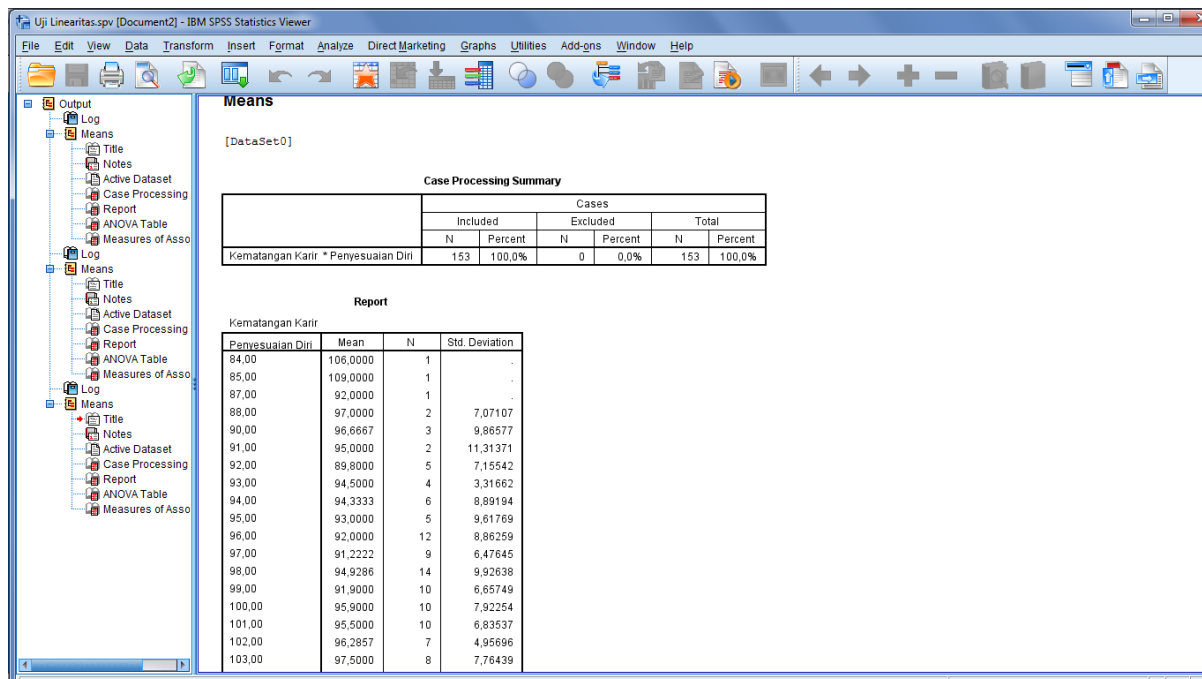 Uji Linearitas.spv [Document2] - IBM SPSS Statistics Viewer
File Edit View Data Transform Insert Format Analyze Direct Marketing Graphs Utilities Add-ons Window Help
Output
Log
Means
Title
Notes
Active Dataset
Case Processing
Report
ANOVA Table
Measures of Asso
Log
Means
Title
Notes
Active Dataset
Case Processing
Report
ANOVA Table
Measures of Asso
Log
Means
Title
Notes
Active Dataset
Case Processing
Report
ANOVA Table
Measures of Asso
Means
[DataSet0]
Case Processing Summary
Cases
Included Excluded Total
N Percent N Percent N Percent
Kematangan Karir * Penyesuaian Diri 153 100,0% 0 0,0% 153 100,0%
Report
Kematangan Karir
Penyesuaian Diri Mean N Std. Deviation
84,00 106,0000 1 .
85,00 109,0000 1 .
87,00 92,0000 1 .
88,00 97,0000 2 7,07107
90,00 96,6667 3 9,86577
91,00 95,0000 2 11,31371
92,00 89,8000 5 7,15542
93,00 94,5000 4 3,31662
94,00 94,3333 6 8,89194
95,00 93,0000 5 9,61769
96,00 92,0000 12 8,86259
97,00 91,2222 9 6,47645
98,00 94,9286 14 9,92638
99,00 91,9000 10 6,65749
100,00 95,9000 10 7,92254
101,00 95,5000 10 6,83537
102,00 96,2857 7 4,95696
103,00 97,5000 8 7,76439